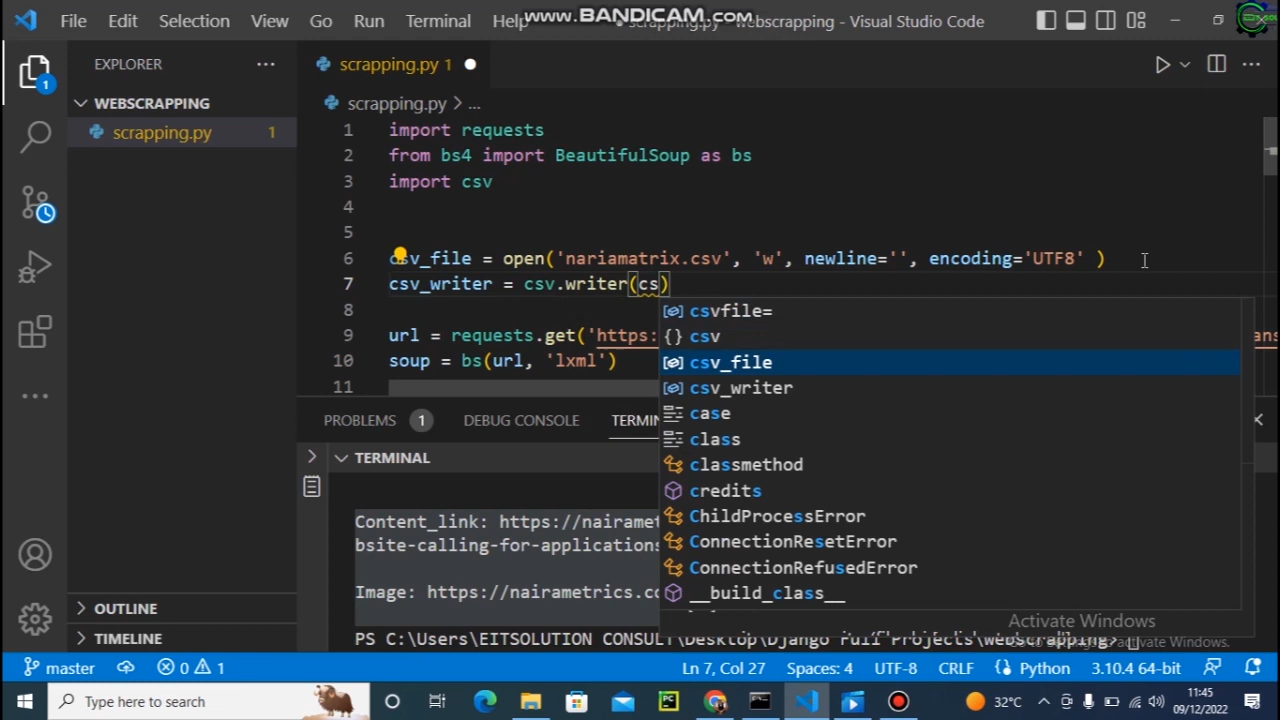 File Edit Selection View Go Run Terminal Help
www.BANDICAM.com
scrapping.py - webscrapping - Visual Studio Code
EXPLORER
WEBSCRAPPING
scrapping.py 1
scrapping.py 1
scrapping.py > ...
1 import requests
2 from bs4 import BeautifulSoup as bs
3 import csv
4
5
6 csv_file = open('nariamatrix.csv', 'w', newline='', encoding='UTF8' )
7 csv_writer = csv.writer(cs)
8
9 url = requests.get('https:
10 soup = bs(url, 'lxml')
11
csvfile=
csv
csv_file
csv_writer
case
class
classmethod
credits
ChildProcessError
ConnectionResetError
ConnectionRefusedError
__build_class__
PROBLEMS 1 DEBUG CONSOLE
TERMINAL
Content_link: https://nairamet
bsite-calling-for-applications
Image: https://nairametrics.co
PS C:\Users\EITSOLUTION CONSULT\Desktop\Django Full Projects\webscrapping>
Activate Windows
Go to Settings to activate Windows.
OUTLINE
TIMELINE
master 0 1 Ln 7, Col 27 Spaces: 4 UTF-8 CRLF Python 3.10.4 64-bit
Type here to search
32°C
11:45
09/12/2022